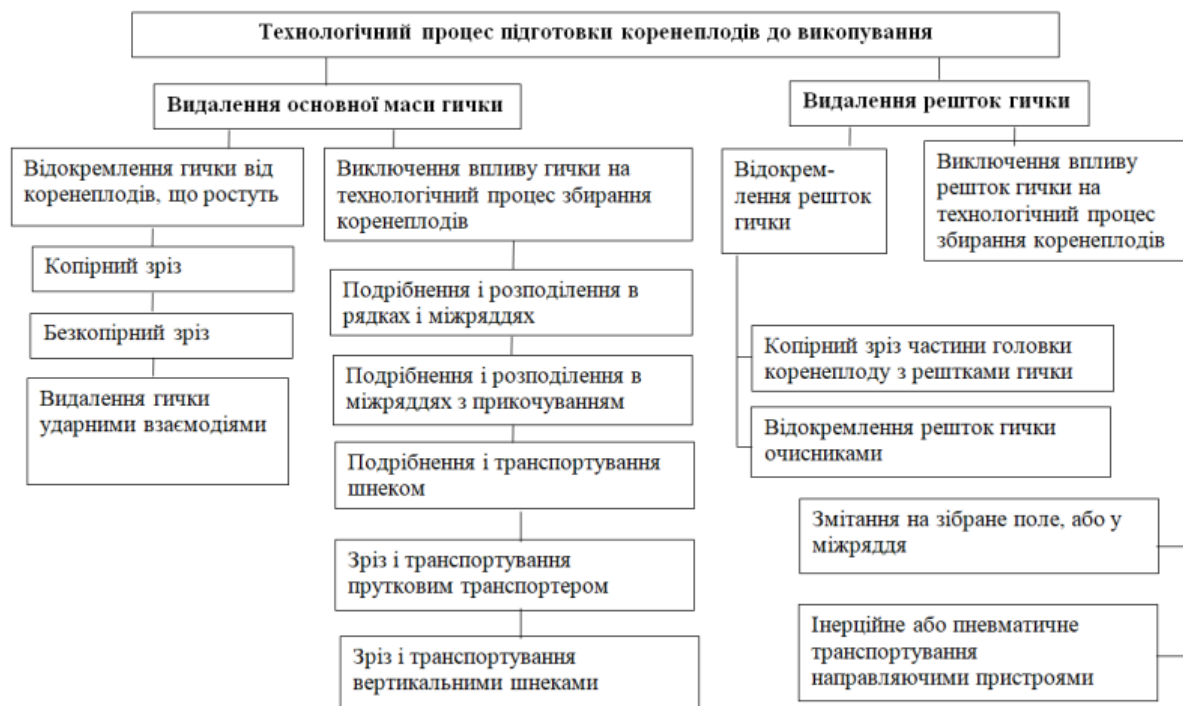 Технологічний процес підготовки коренеплодів до викопування
Видалення основної маси гички
Видалення решток гички
Відокремлення гички від
коренеплодів, що ростуть
Виключення впливу гички на
технологічний процес збирання
коренеплодів
Відокрем-
лення решток
гички
Виключення впливу
решток гички на
технологічний процес
збирання коренеплодів
Копірний зріз
Безкопірний зріз
Видалення гички
ударними взаємодіями
Подрібнення і розподілення в
рядках і міжряддях
Подрібнення і розподілення в
міжряддях з прикочуванням
Подрібнення і транспортування
шнеком
Зріз і транспортування
прутковим транспортером
Зріз і транспортування
вертикальними шнеками
Копірний зріз частини головки
коренеплоду з рештками гички
Відокремлення решток гички
очисниками
Змітання на зібране поле, або у
міжряддя
Інерційне або пневматичне
транспортування
направляючими пристроями